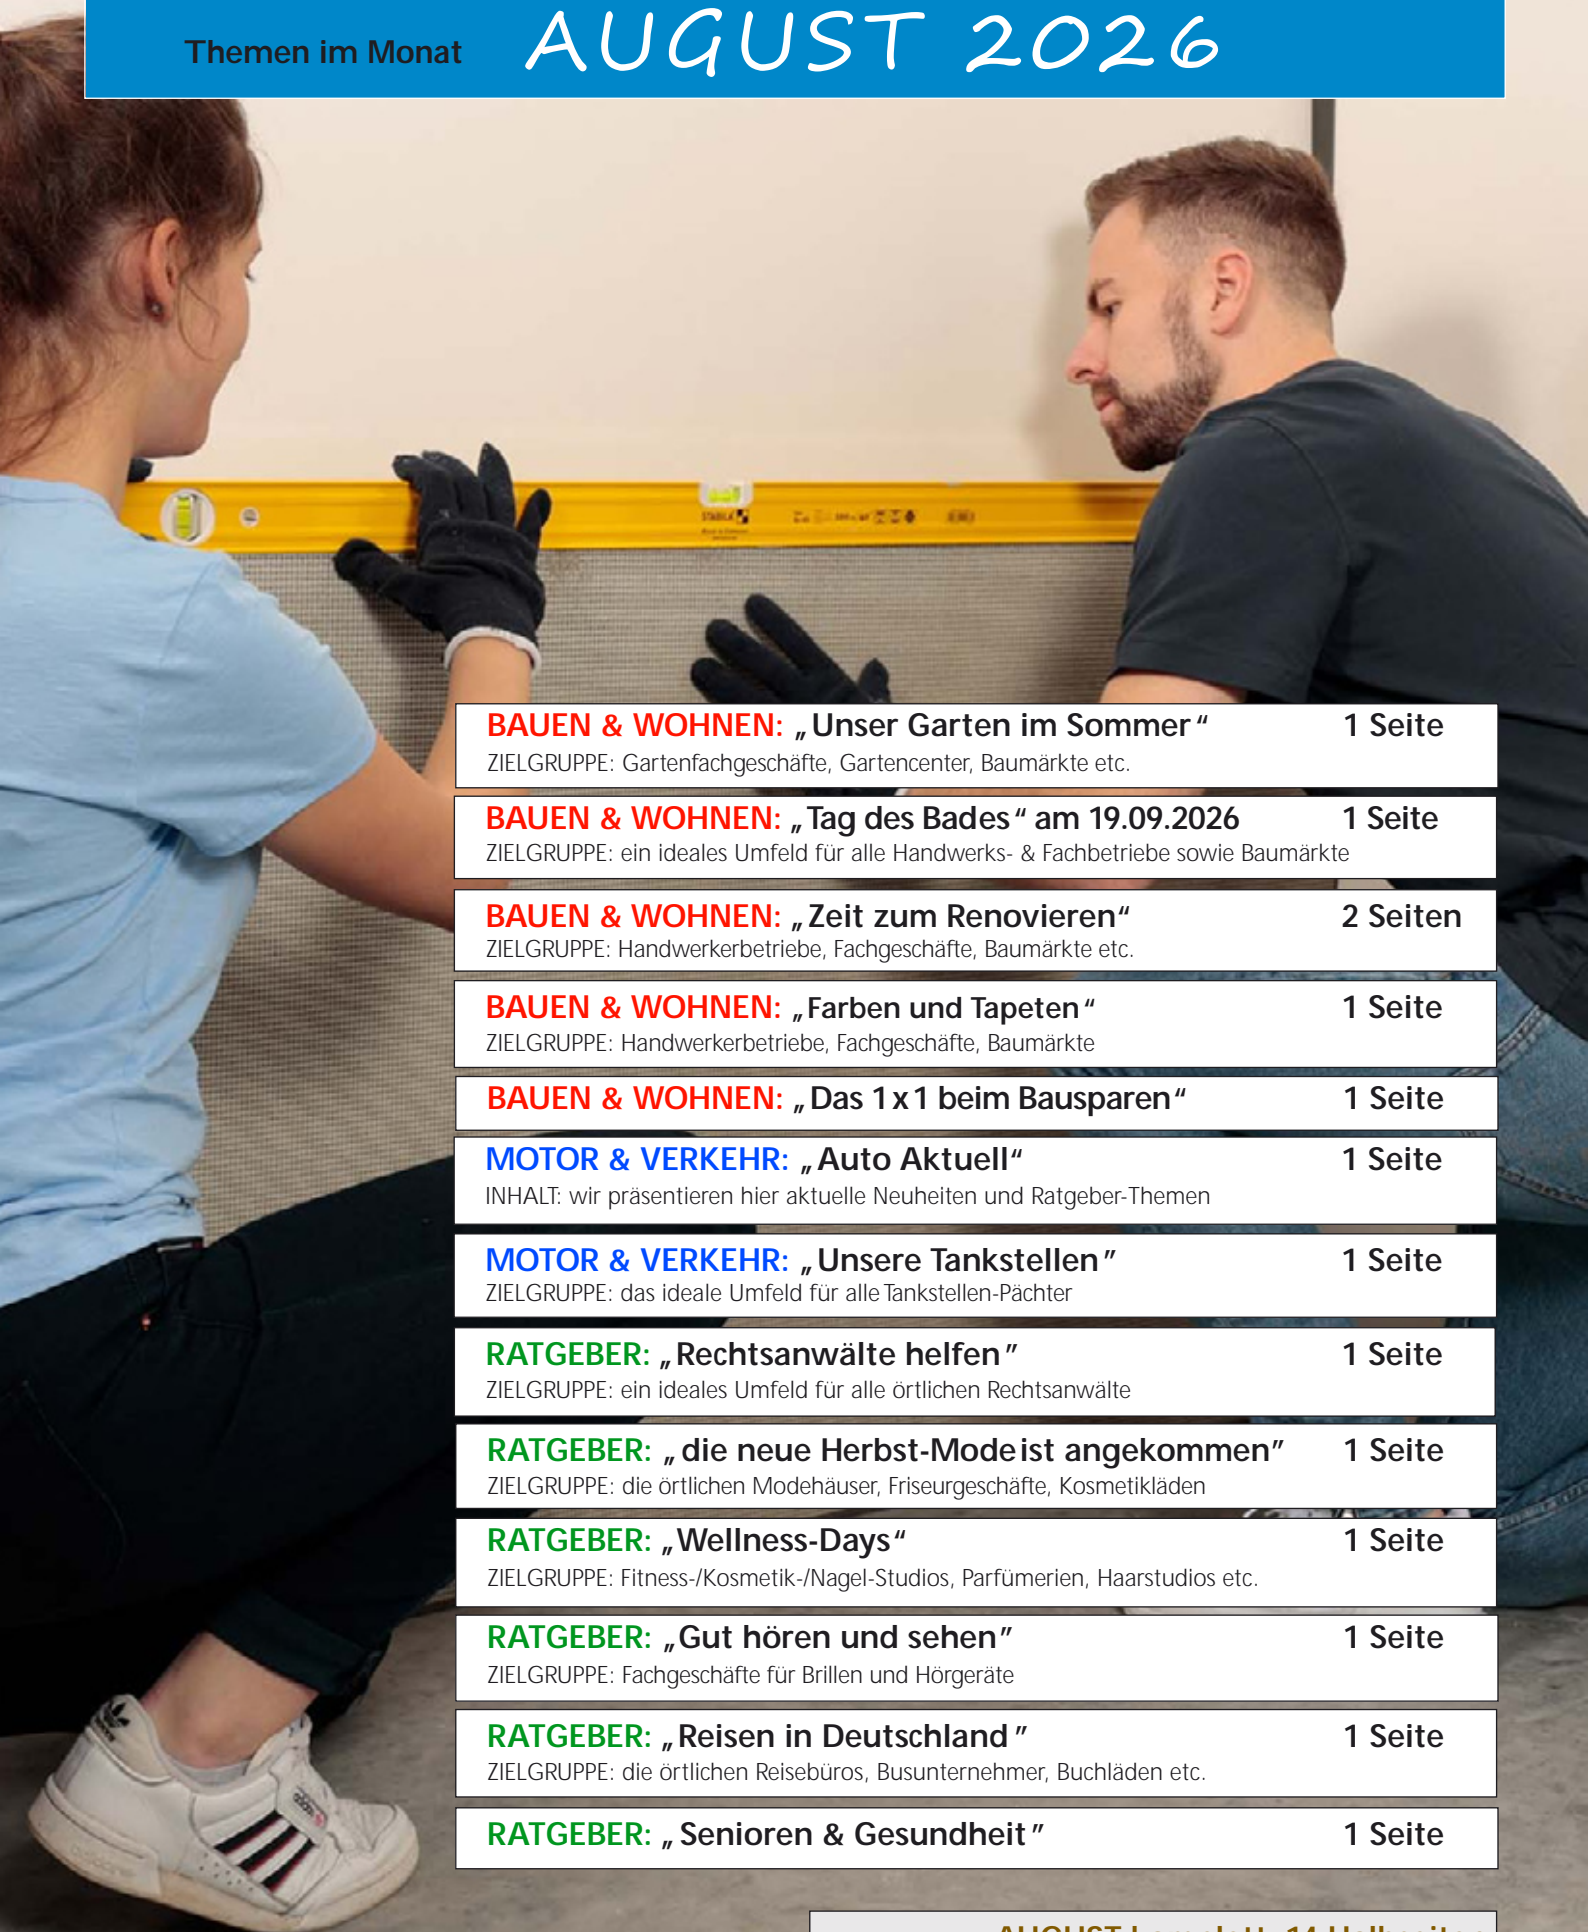 Themen im Monat AUGUST 2026
STABILA
BAUEN & WOHNEN: „Unser Garten im Sommer“ 1 Seite
ZIELGRUPPE: Gartenfachgeschäfte, Gartencenter, Baumärkte etc.
BAUEN & WOHNEN: „Tag des Bades“ am 19.09.2026 1 Seite
ZIELGRUPPE: ein ideales Umfeld für alle Handwerks- & Fachbetriebe sowie Baumärkte
BAUEN & WOHNEN: „Zeit zum Renovieren“ 2 Seiten
ZIELGRUPPE: Handwerkerbetriebe, Fachgeschäfte, Baumärkte etc.
BAUEN & WOHNEN: „Farben und Tapeten“ 1 Seite
ZIELGRUPPE: Handwerkerbetriebe, Fachgeschäfte, Baumärkte
BAUEN & WOHNEN: „Das 1x1 beim Bausparen“ 1 Seite
MOTOR & VERKEHR: „Auto Aktuell“ 1 Seite
INHALT: wir präsentieren hier aktuelle Neuheiten und Ratgeber-Themen
MOTOR & VERKEHR: „Unsere Tankstellen” 1 Seite
ZIELGRUPPE: das ideale Umfeld für alle Tankstellen-Pächter
RATGEBER: „Rechtsanwälte helfen” 1 Seite
ZIELGRUPPE: ein ideales Umfeld für alle örtlichen Rechtsanwälte
RATGEBER: „die neue Herbst-Mode ist angekommen” 1 Seite
ZIELGRUPPE: die örtlichen Modehäuser, Friseurgeschäfte, Kosmetikläden
RATGEBER: „Wellness-Days“ 1 Seite
ZIELGRUPPE: Fitness-/Kosmetik-/Nagel-Studios, Parfümerien, Haarstudios etc.
RATGEBER: „Gut hören und sehen” 1 Seite
ZIELGRUPPE: Fachgeschäfte für Brillen und Hörgeräte
RATGEBER: „Reisen in Deutschland” 1 Seite
ZIELGRUPPE: die örtlichen Reisebüros, Busunternehmer, Buchläden etc.
RATGEBER: „Senioren & Gesundheit” 1 Seite
AUGUST komplett: 14 Halbseiten